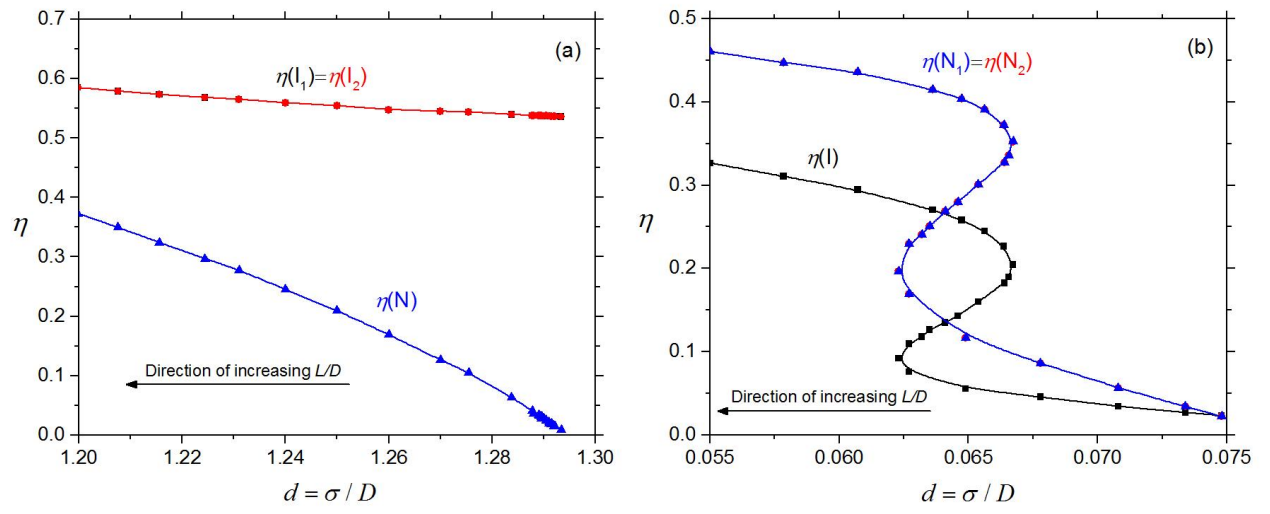 0.7
0.6
0.5
0.4
0.3
0.2
0.1
0.0
η
(a)
η(I₁)=η(I₂)
η(N)
Direction of increasing L/D
1.20 1.22 1.24 1.26 1.28 1.30
d = σ / D
0.5
0.4
0.3
0.2
0.1
0.0
η
(b)
η(N₁)=η(N₂)
η(I)
Direction of increasing L/D
0.055 0.060 0.065 0.070 0.075
d = σ / D